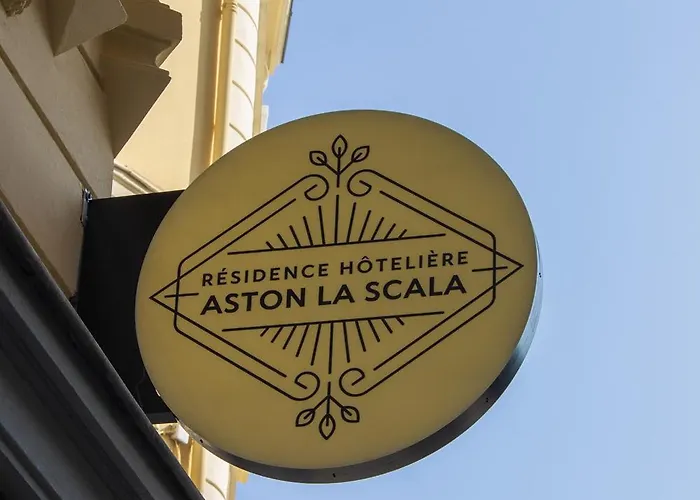 RÉSIDENCE HÔTELIÈRE
ASTON LA SCALA